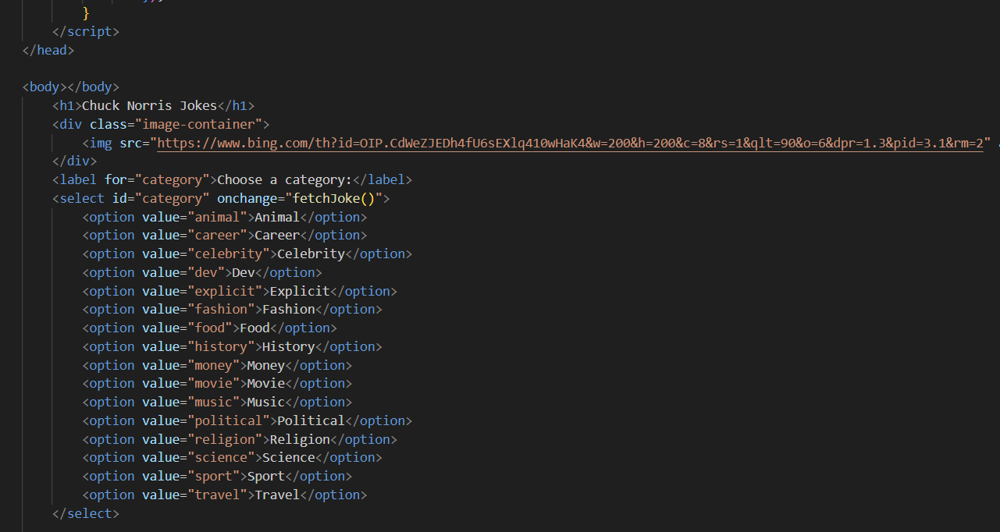 }
</script>
</head>
<body></body>
<h1>Chuck Norris Jokes</h1>
<div class="image-container">
<img src="https://www.bing.com/th?id=OIP.CdWeZJEDh4fU6sEXlq410wHaK4&w=200&h=200&c=8&rs=1&qlt=90&o=6&dpr=1.3&pid=3.1&rm=2"
</div>
<label for="category">Choose a category:</label>
<select id="category" onchange="fetchJoke()">
<option value="animal">Animal</option>
<option value="career">Career</option>
<option value="celebrity">Celebrity</option>
<option value="dev">Dev</option>
<option value="explicit">Explicit</option>
<option value="fashion">Fashion</option>
<option value="food">Food</option>
<option value="history">History</option>
<option value="money">Money</option>
<option value="movie">Movie</option>
<option value="music">Music</option>
<option value="political">Political</option>
<option value="religion">Religion</option>
<option value="science">Science</option>
<option value="sport">Sport</option>
<option value="travel">Travel</option>
</select>